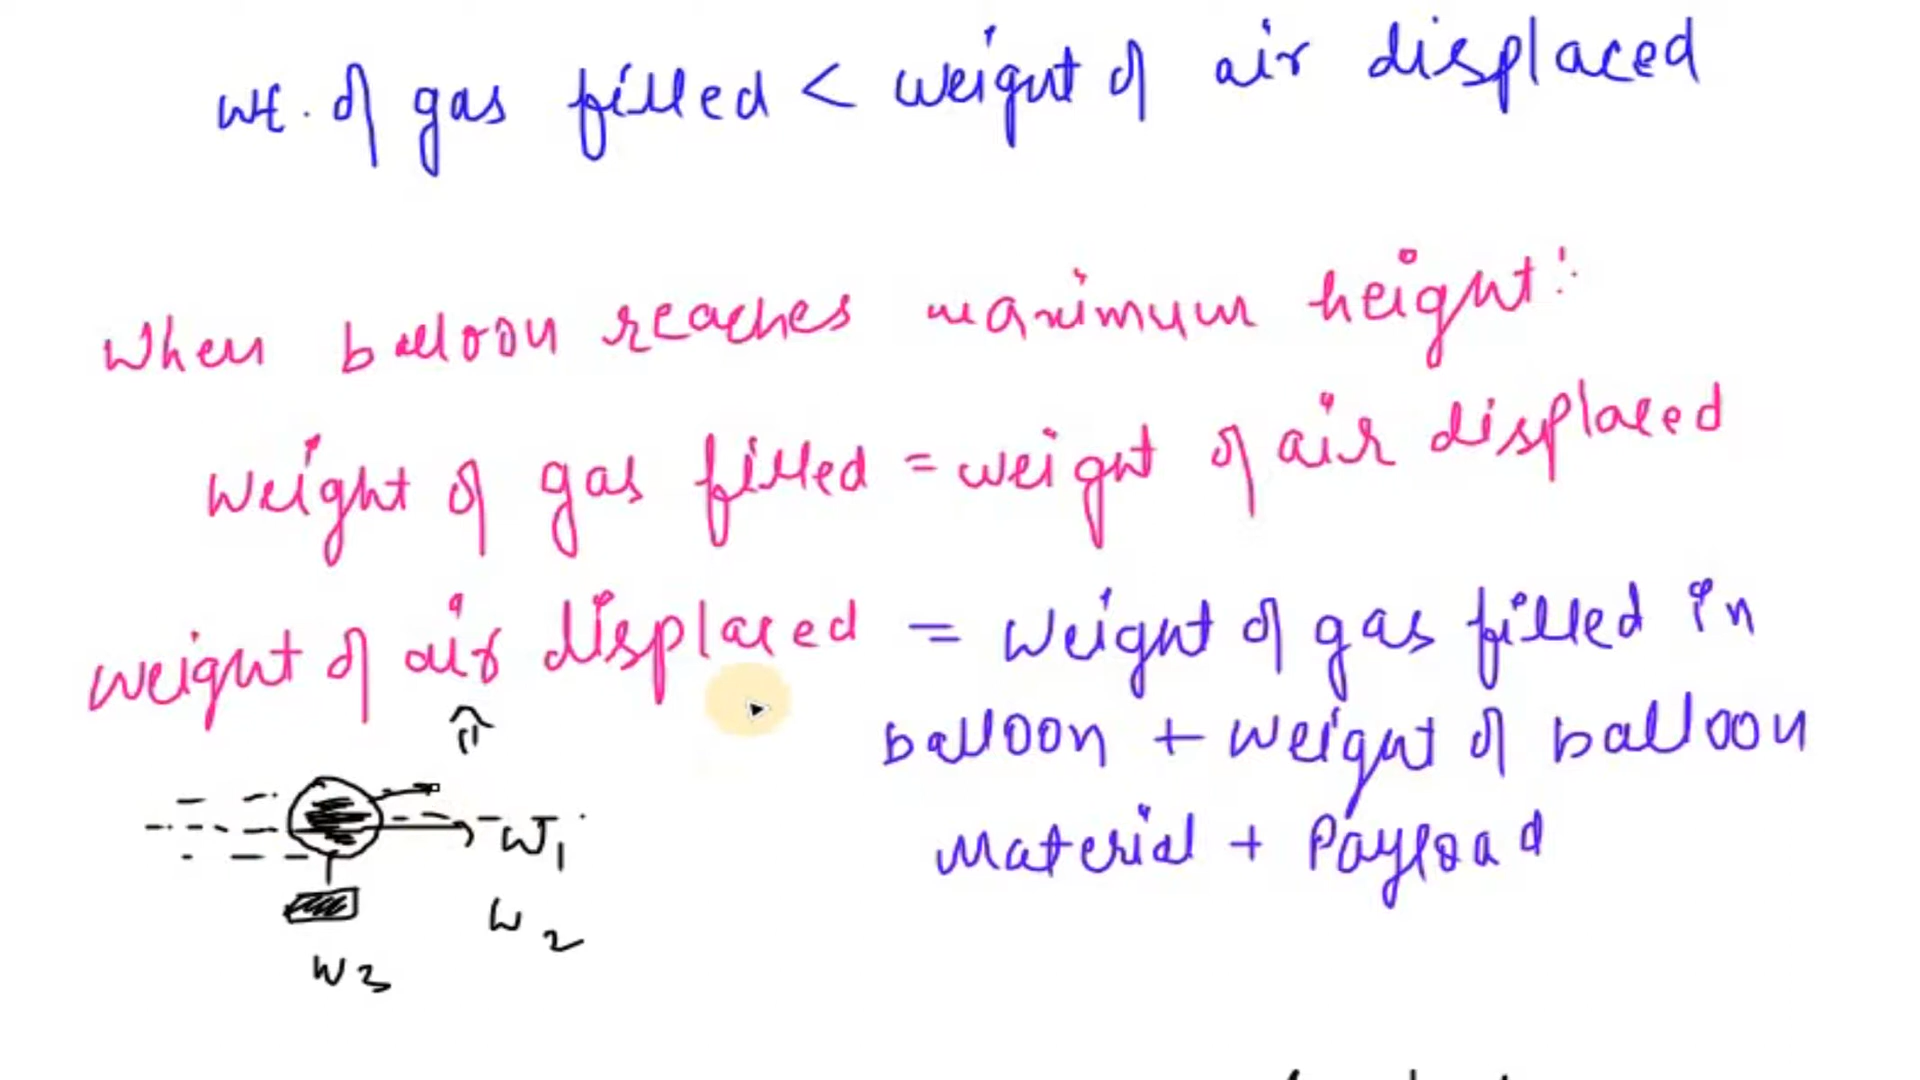 wt. of gas filled < weight of air displaced
When balloon reaches maximum height:
Weight of gas filled = weight of air displaced
weight of air displaced = Weight of gas filled in
balloon + weight of balloon
material + Payload
W1
W2
W3